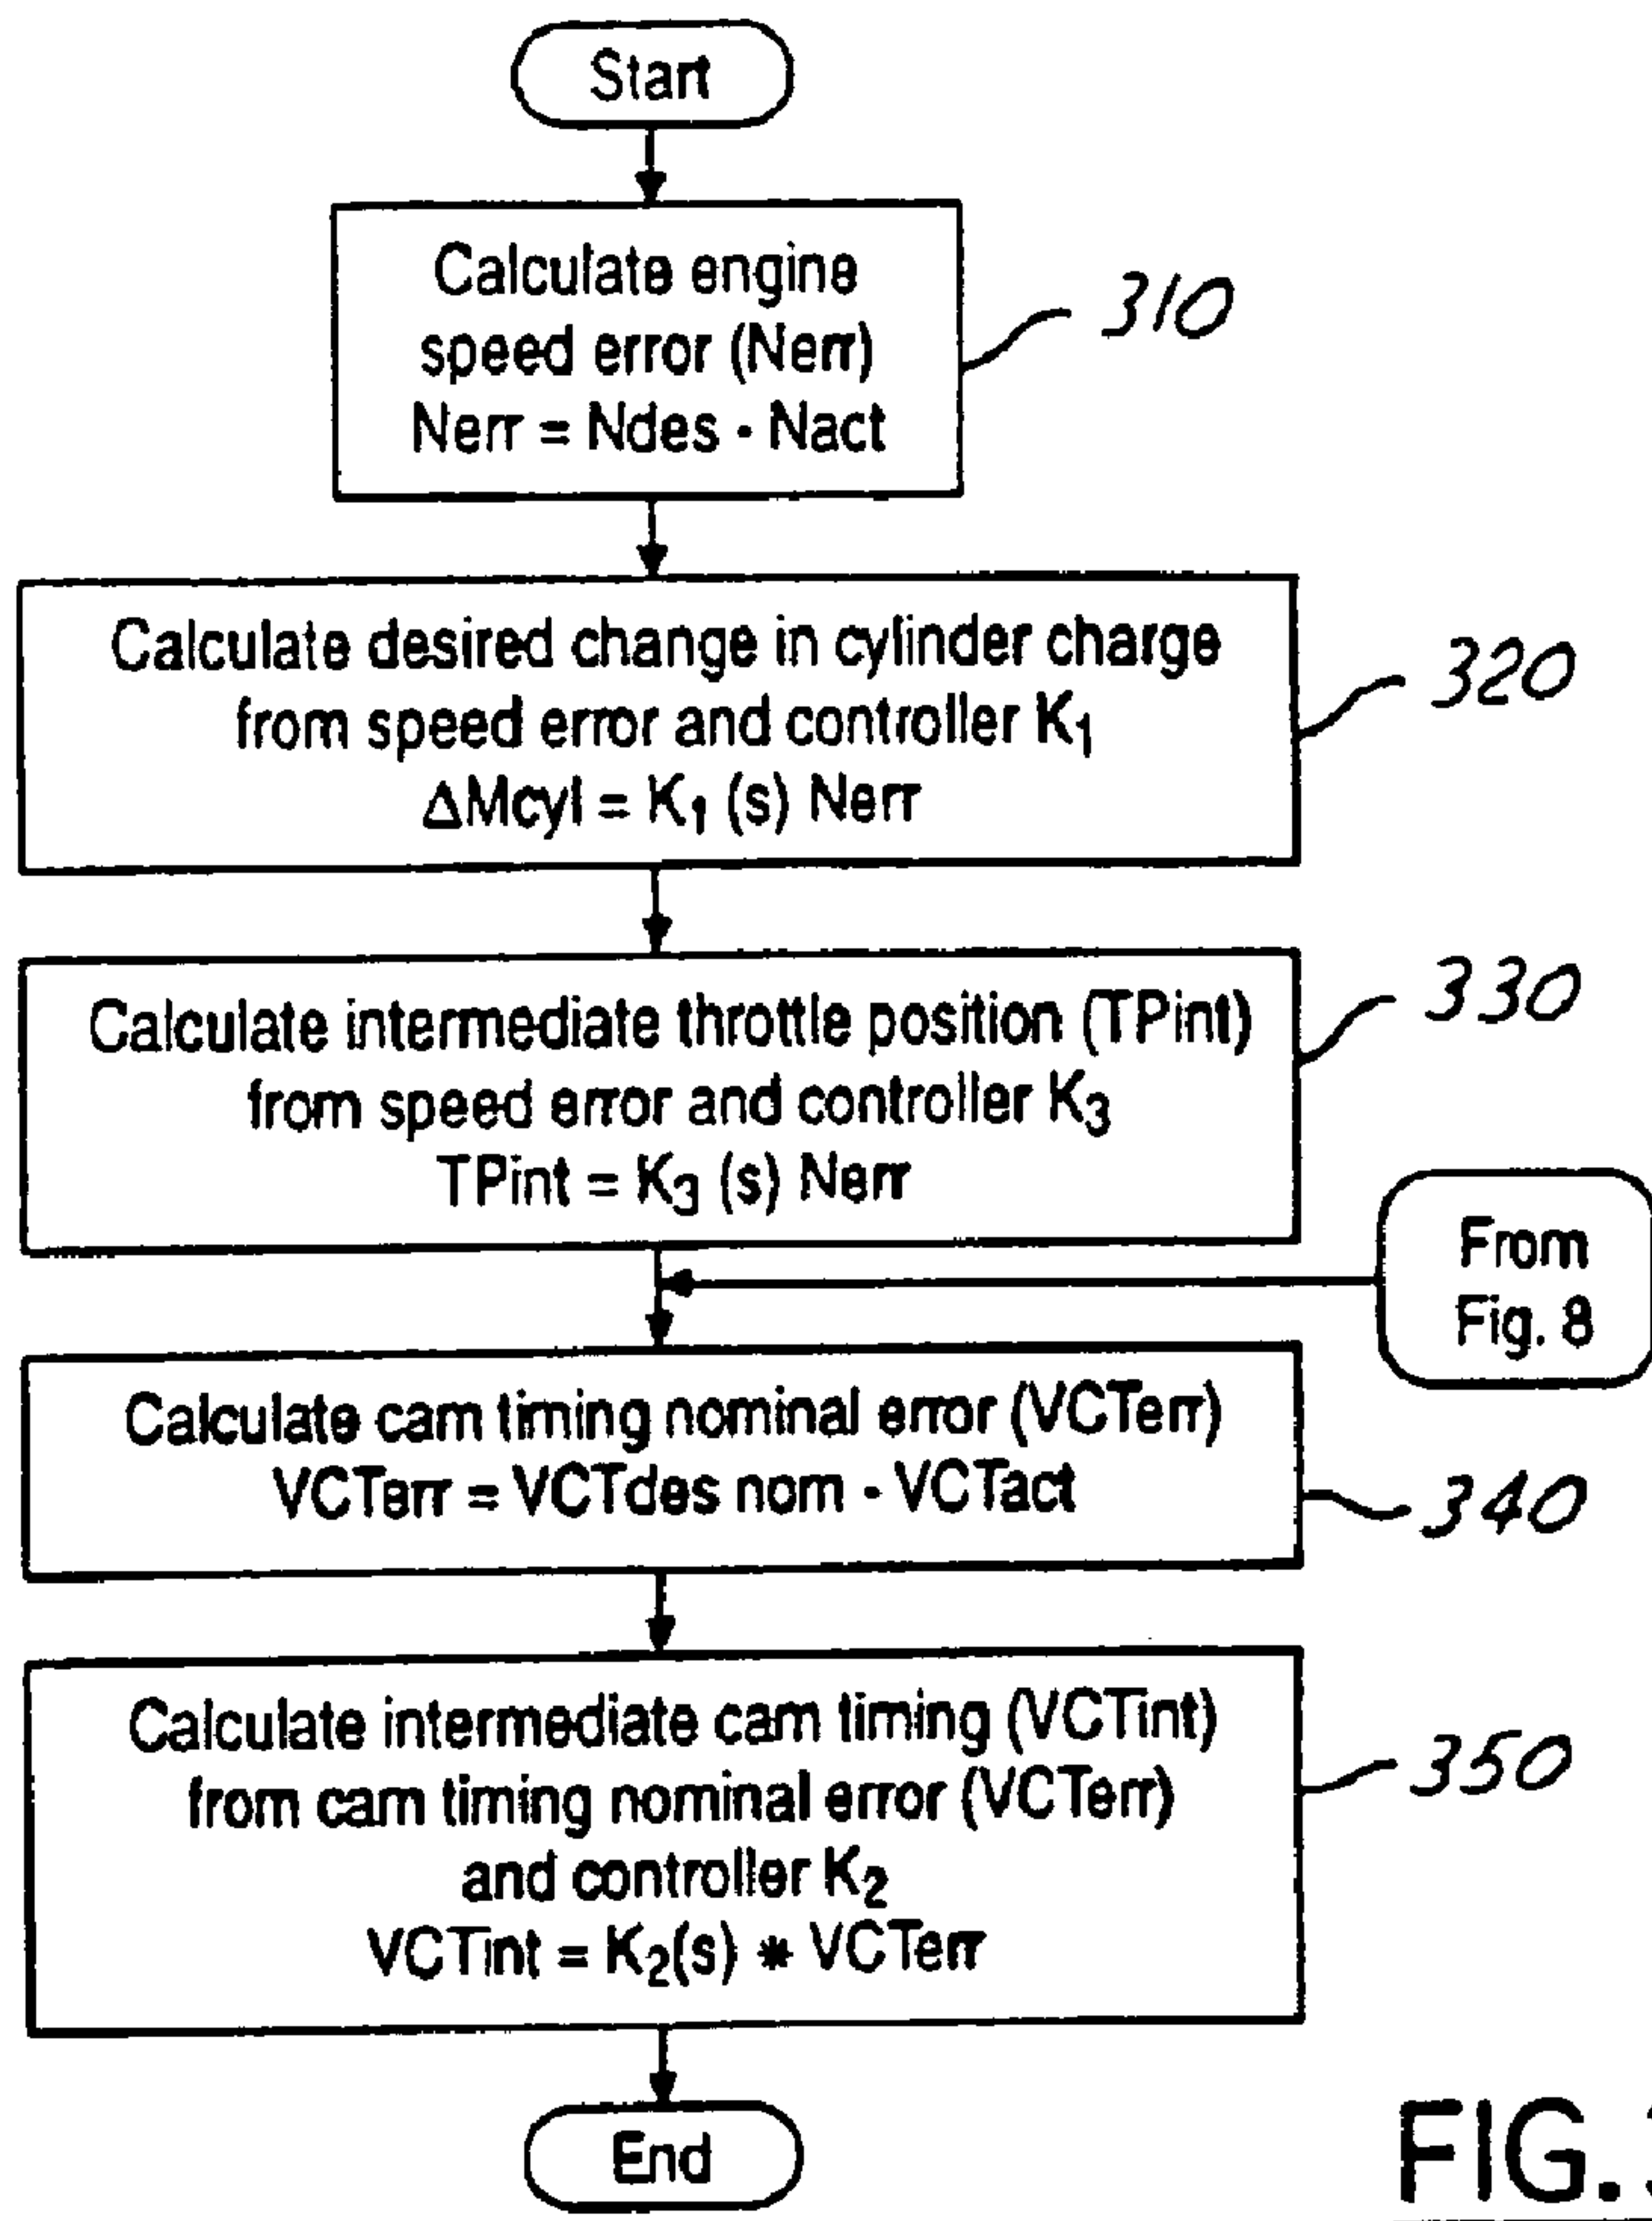 Start
Calculate engine
speed error (Nerr)
Nerr = Ndes - Nact
310
Calculate desired change in cylinder charge
from speed error and controller K₁
ΔMcyl = K₁ (s) Nerr
320
Calculate intermediate throttle position (TPint)
from speed error and controller K₃
TPint = K₃ (s) Nerr
330
From
Fig. 8
Calculate cam timing nominal error (VCTerr)
VCTerr = VCTdes nom - VCTact
340
Calculate intermediate cam timing (VCTint)
from cam timing nominal error (VCTerr)
and controller K₂
VCTint = K₂(s) * VCTerr
350
End
FIG.